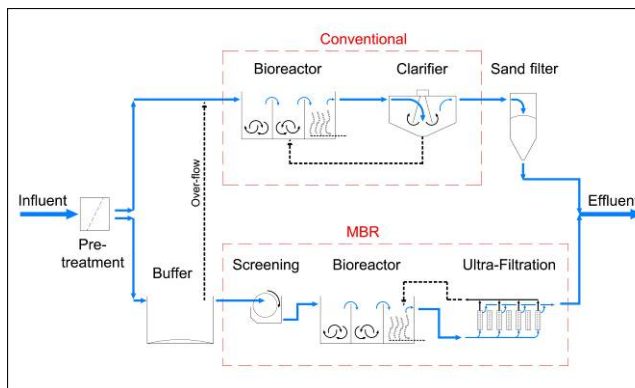 Conventional
Bioreactor
Clarifier
Sand filter
Over-flow
Influent
Effluent
Pre-
treatment
MBR
Buffer
Screening
Bioreactor
Ultra-Filtration